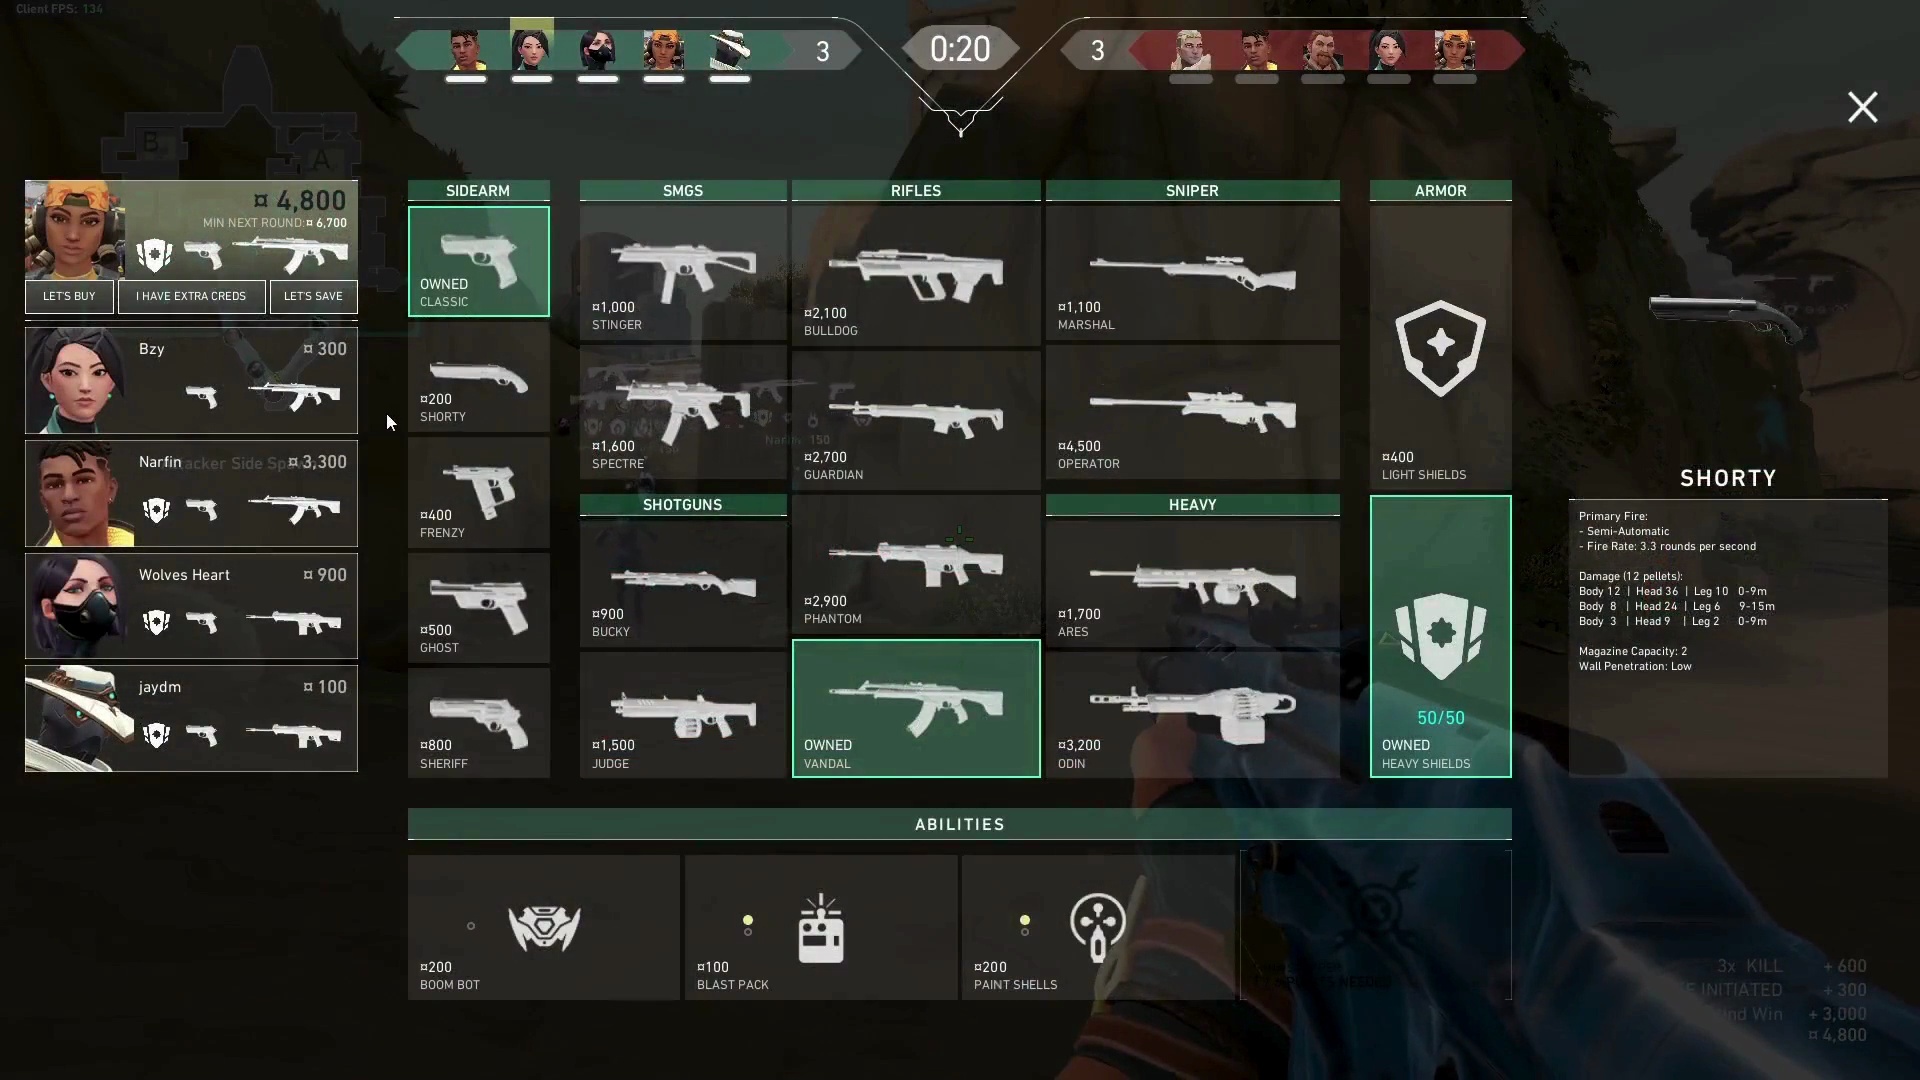 Client FPS: 134
3
0:20
3
B
A
¤ 4,800
MIN NEXT ROUND: ¤ 6,700
LET'S BUY
I HAVE EXTRA CREDS
LET'S SAVE
Bzy ¤ 300
Narfin ¤ 3,300
Wolves Heart ¤ 900
jaydm ¤ 100
SIDEARM
OWNED
CLASSIC
¤200
SHORTY
¤400
FRENZY
¤500
GHOST
¤800
SHERIFF
SMGS
¤1,000
STINGER
¤1,600
SPECTRE
SHOTGUNS
¤900
BUCKY
¤1,500
JUDGE
RIFLES
¤2,100
BULLDOG
¤2,700
GUARDIAN
¤2,900
PHANTOM
OWNED
VANDAL
SNIPER
¤1,100
MARSHAL
¤4,500
OPERATOR
HEAVY
¤1,700
ARES
¤3,200
ODIN
ARMOR
¤400
LIGHT SHIELDS
50/50
OWNED
HEAVY SHIELDS
SHORTY
Primary Fire:
- Semi-Automatic
- Fire Rate: 3.3 rounds per second
Damage (12 pellets):
Body 12 | Head 36 | Leg 10 0-9m
Body 8 | Head 24 | Leg 6 9-15m
Body 3 | Head 9 | Leg 2 0-9m
Magazine Capacity: 2
Wall Penetration: Low
ABILITIES
¤200
BOOM BOT
¤100
BLAST PACK
¤200
PAINT SHELLS
3x KILL + 600
INITIATED + 300
Win + 3,000
¤ 4,800